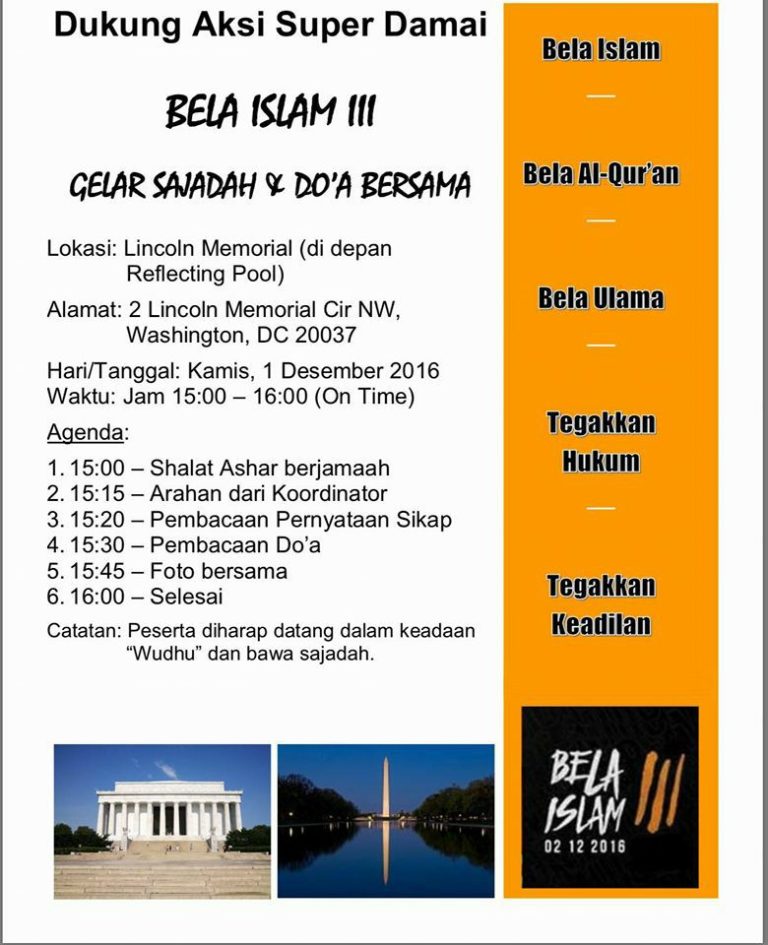 Dukung Aksi Super Damai
BELA ISLAM III
GELAR SAJADAH & DO'A BERSAMA
Lokasi: Lincoln Memorial (di depan
Reflecting Pool)
Alamat: 2 Lincoln Memorial Cir NW,
Washington, DC 20037
Hari/Tanggal: Kamis, 1 Desember 2016
Waktu: Jam 15:00 – 16:00 (On Time)
Agenda:
1. 15:00 – Shalat Ashar berjamaah
2. 15:15 – Arahan dari Koordinator
3. 15:20 – Pembacaan Pernyataan Sikap
4. 15:30 – Pembacaan Do'a
5. 15:45 – Foto bersama
6. 16:00 – Selesai
Catatan: Peserta diharap datang dalam keadaan
“Wudhu” dan bawa sajadah.
Bela Islam
Bela Al-Qur'an
Bela Ulama
Tegakkan
Hukum
Tegakkan
Keadilan
BELA
ISLAM III
02 12 2016